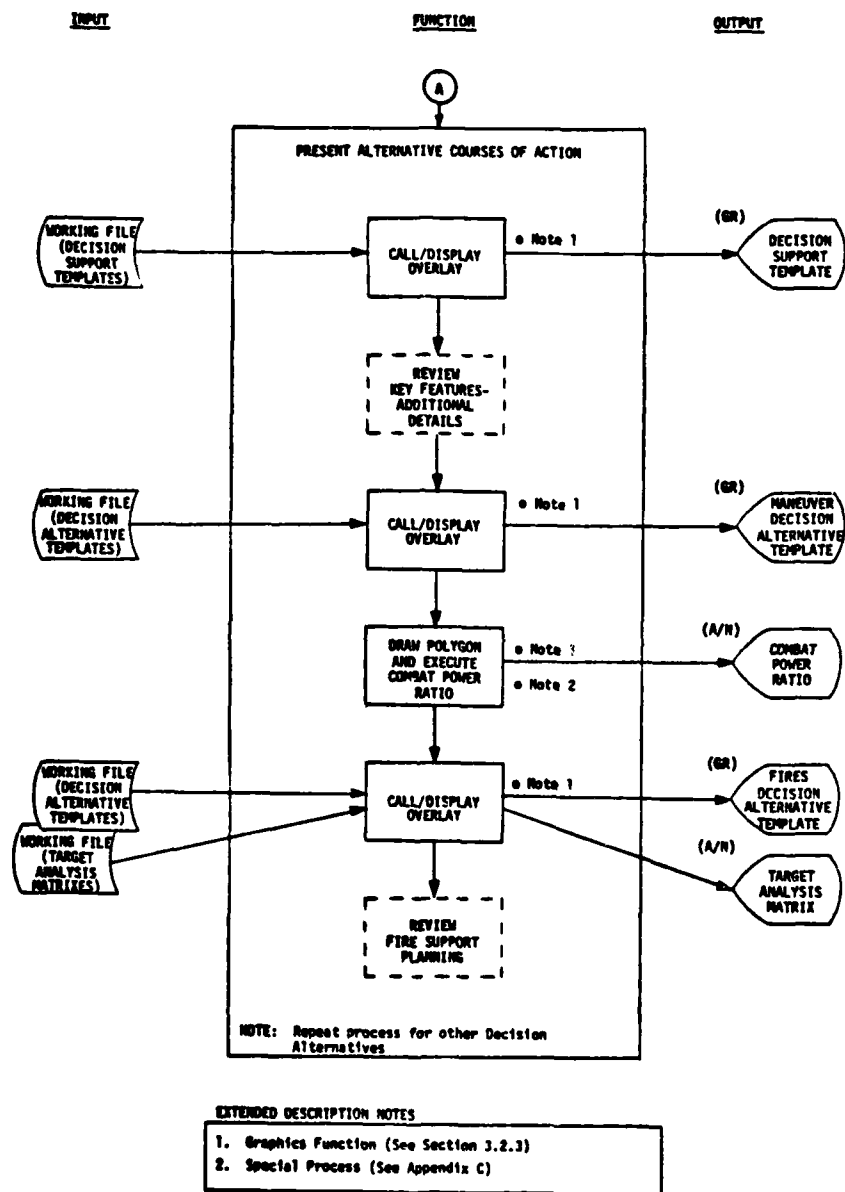 INPUT
FUNCTION
OUTPUT
A
PRESENT ALTERNATIVE COURSES OF ACTION
WORKING FILE
(DECISION
SUPPORT
TEMPLATES)
CALL/DISPLAY
OVERLAY
• Note 1
(GR)
DECISION
SUPPORT
TEMPLATE
REVIEW
KEY FEATURES-
ADDITIONAL
DETAILS
WORKING FILE
(DECISION
ALTERNATIVE
TEMPLATES)
CALL/DISPLAY
OVERLAY
• Note 1
(GR)
MANEUVER
DECISION
ALTERNATIVE
TEMPLATE
DRAW POLYGON
AND EXECUTE
COMBAT POWER
RATIO
• Note 3
• Note 2
(A/N)
COMBAT
POWER
RATIO
WORKING FILE
(DECISION
ALTERNATIVE
TEMPLATES)
WORKING FILE
(TARGET
ANALYSIS
MATRIXES)
CALL/DISPLAY
OVERLAY
• Note 1
(GR)
FIRES
DECISION
ALTERNATIVE
TEMPLATE
(A/N)
TARGET
ANALYSIS
MATRIX
REVIEW
FIRE SUPPORT
PLANNING
NOTE: Repeat process for other Decision
Alternatives
EXTENDED DESCRIPTION NOTES
1. Graphics Function (See Section 3.2.3)
2. Special Process (See Appendix C)